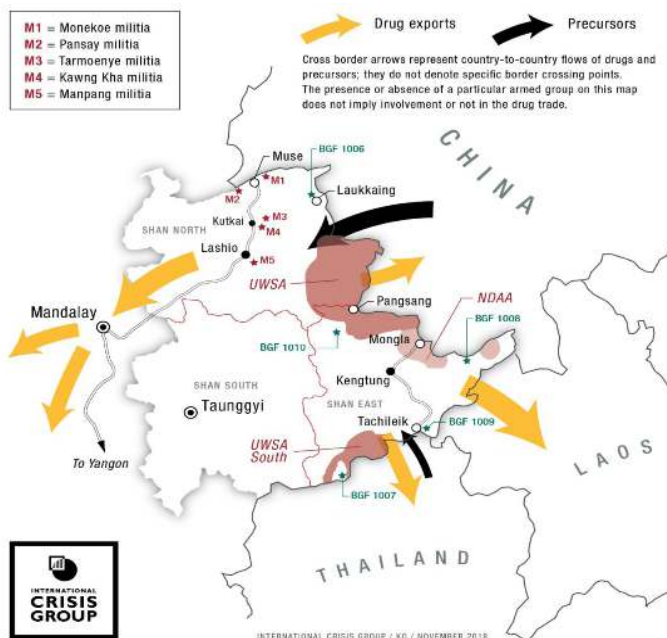 M1 = Monekoe militia
M2 = Pansay militia
M3 = Tarmoenye militia
M4 = Kawng Kha militia
M5 = Manpang militia
Drug exports
Precursors
Cross border arrows represent country-to-country flows of drugs and
precursors; they do not denote specific border crossing points.
The presence or absence of a particular armed group on this map
does not imply involvement or not in the drug trade.
CHINA
Muse
BGF 1006
M1
M2
Laukkaing
SHAN NORTH
Kutkai
M3
M4
Lashio
M5
UWSA
Mandalay
Pangsang
NDAA
BGF 1010
Mongla
BGF 1008
SHAN SOUTH
Kengtung
Taunggyi
SHAN EAST
Tachileik
BGF 1009
UWSA
South
To Yangon
BGF 1007
LAOS
THAILAND
INTERNATIONAL
CRISIS
GROUP
INTERNATIONAL CRISIS GROUP / KO / NOVEMBER 2018